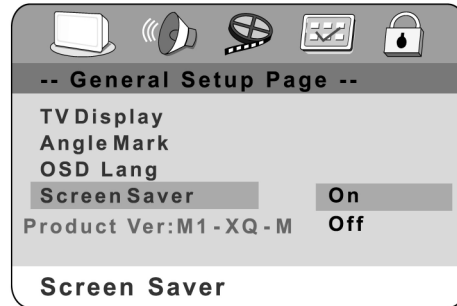 -- General Setup Page --
TV Display
Angle Mark
OSD Lang
Screen Saver On
Product Ver:M1-XQ-M Off
Screen Saver